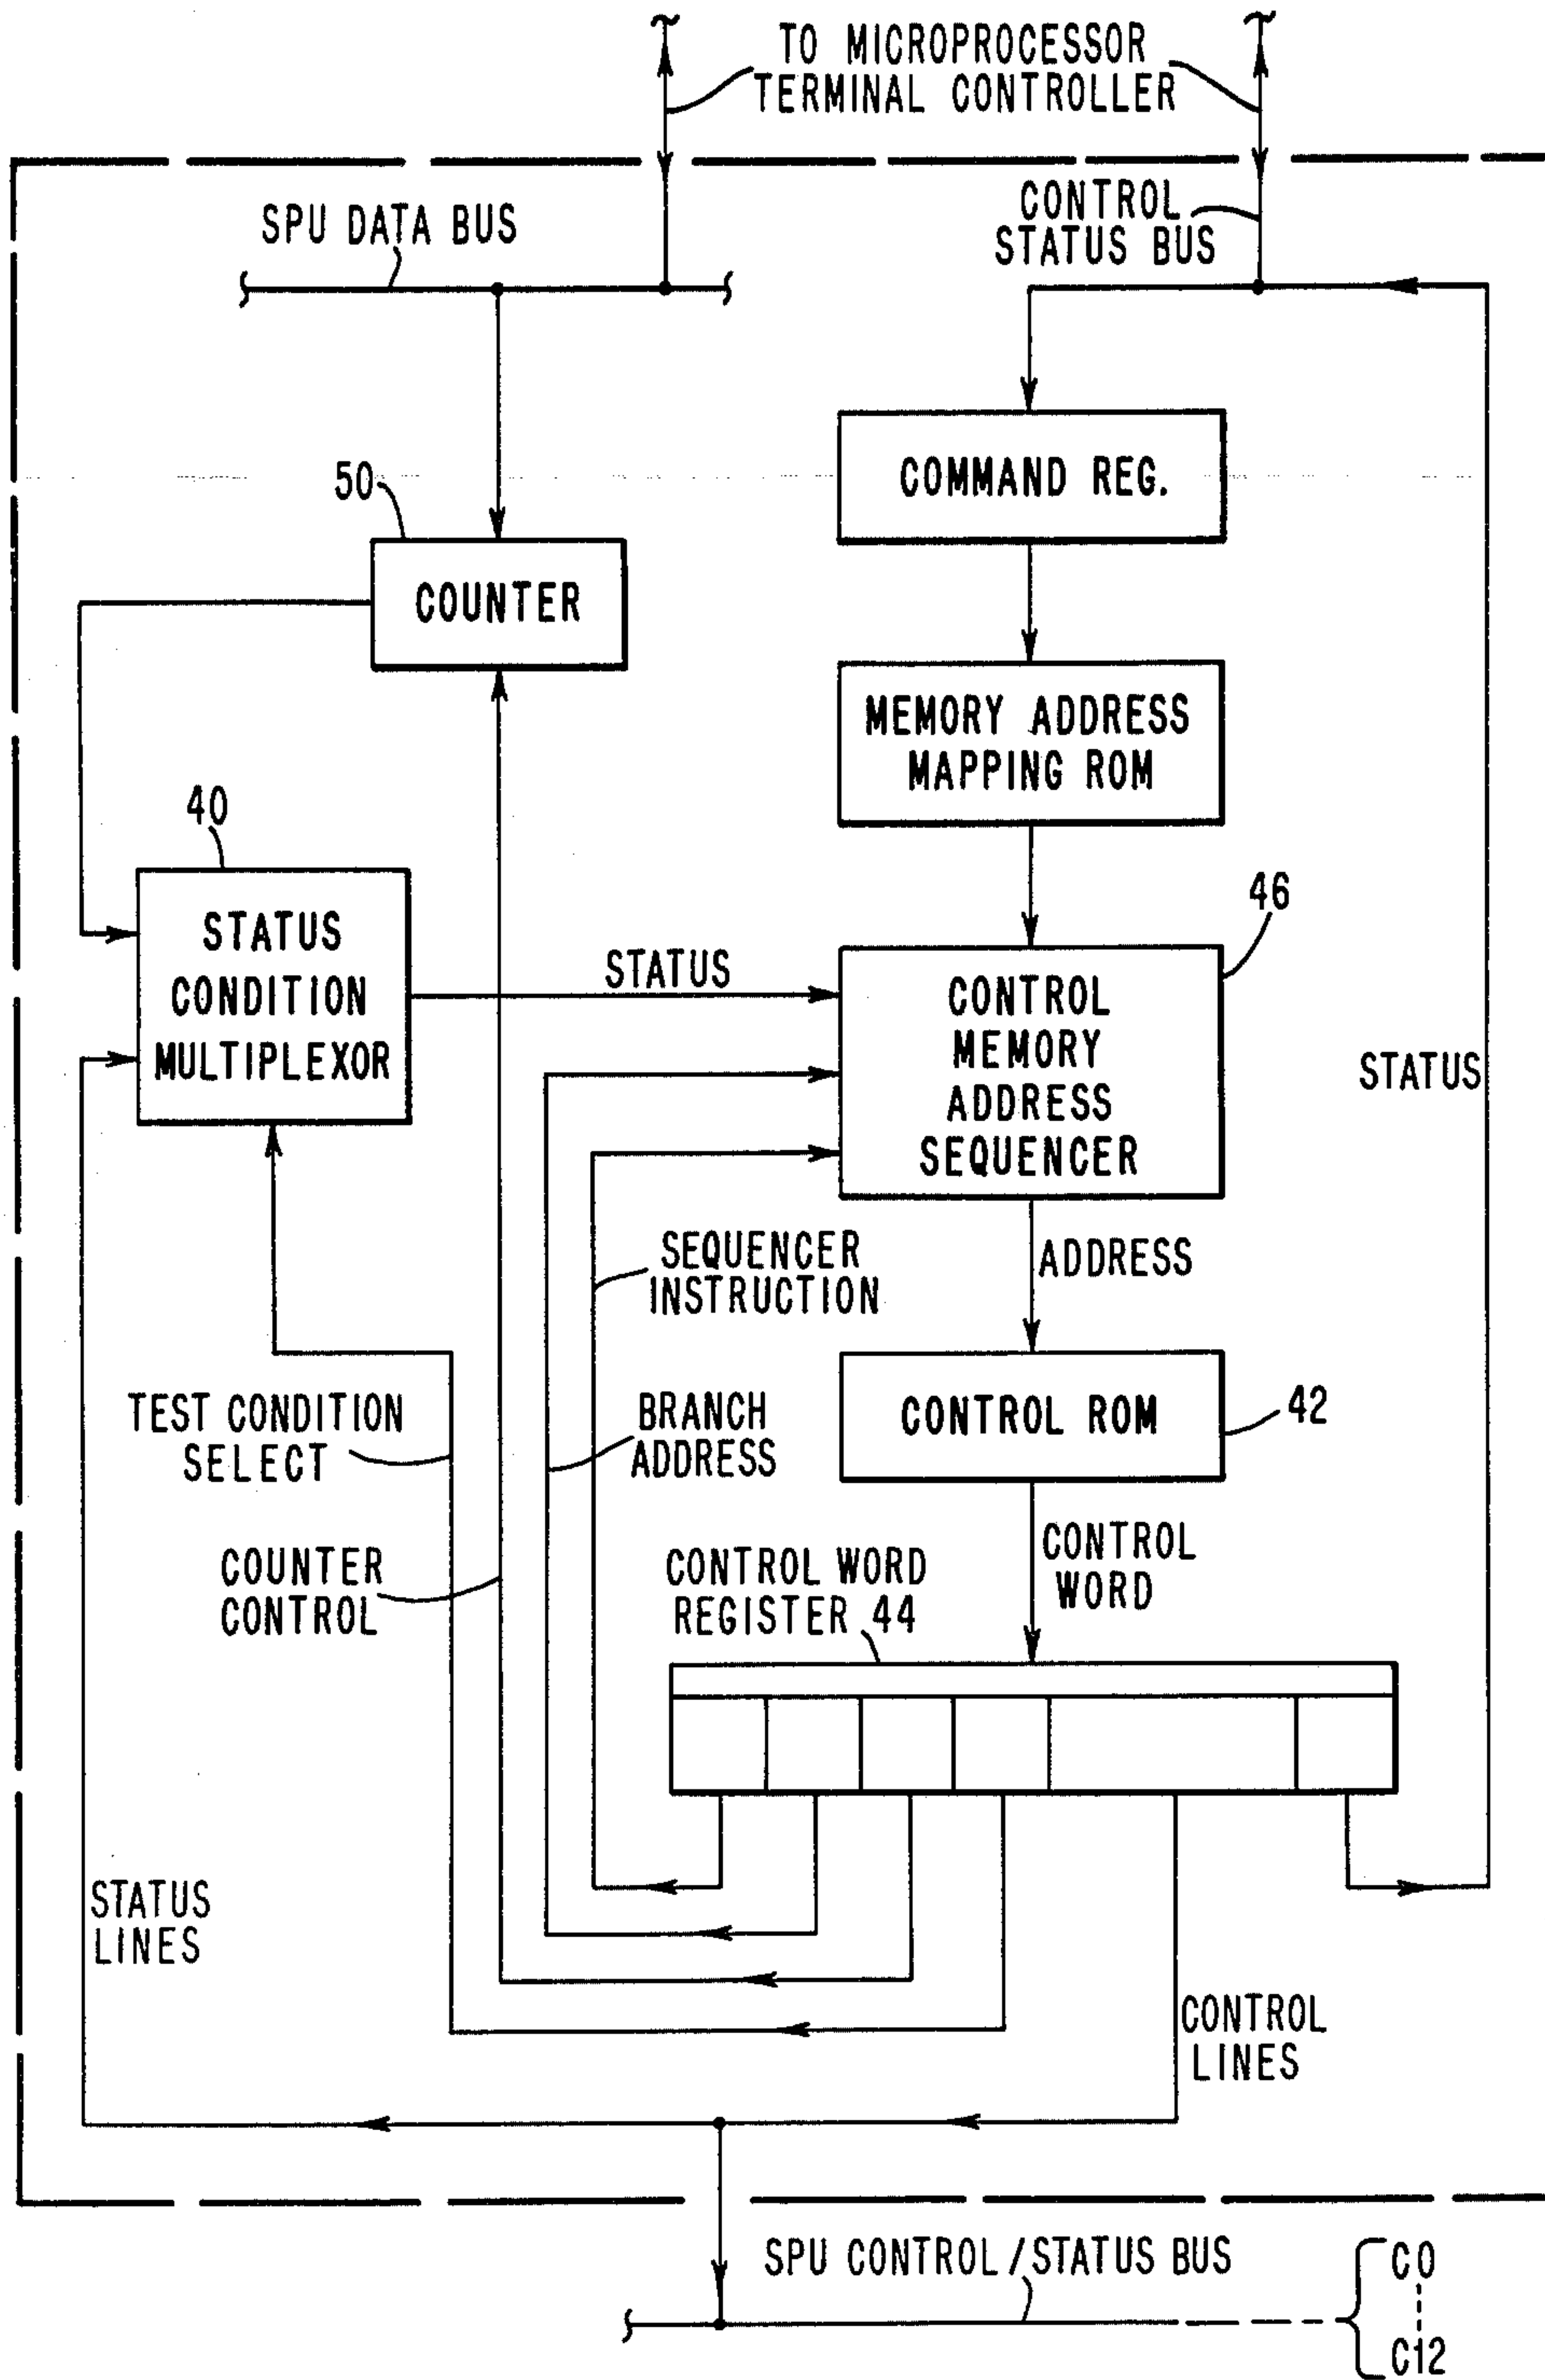 TO MICROPROCESSOR
TERMINAL CONTROLLER
SPU DATA BUS
CONTROL
STATUS BUS
COMMAND REG.
50
COUNTER
MEMORY ADDRESS
MAPPING ROM
40
STATUS
CONDITION
MULTIPLEXOR
STATUS
46
CONTROL
MEMORY
ADDRESS
SEQUENCER
STATUS
SEQUENCER
INSTRUCTION
ADDRESS
TEST CONDITION
SELECT
BRANCH
ADDRESS
CONTROL ROM
42
COUNTER
CONTROL
CONTROL WORD
REGISTER 44
CONTROL
WORD
STATUS
LINES
CONTROL
LINES
SPU CONTROL/STATUS BUS
C0
C12